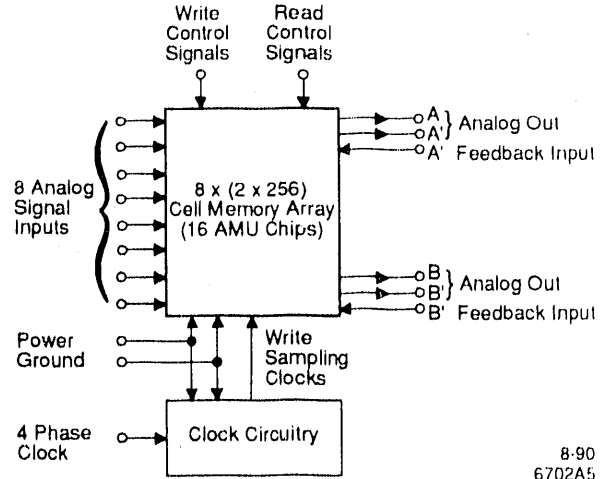 Write
Control
Signals
Read
Control
Signals
8 Analog
Signal
Inputs
8 x (2 x 256)
Cell Memory Array
(16 AMU Chips)
A
A'
Analog Out
A' Feedback Input
B
B'
Analog Out
B' Feedback Input
Power
Ground
Write
Sampling
Clocks
4 Phase
Clock
Clock Circuitry
8-90
6702A5